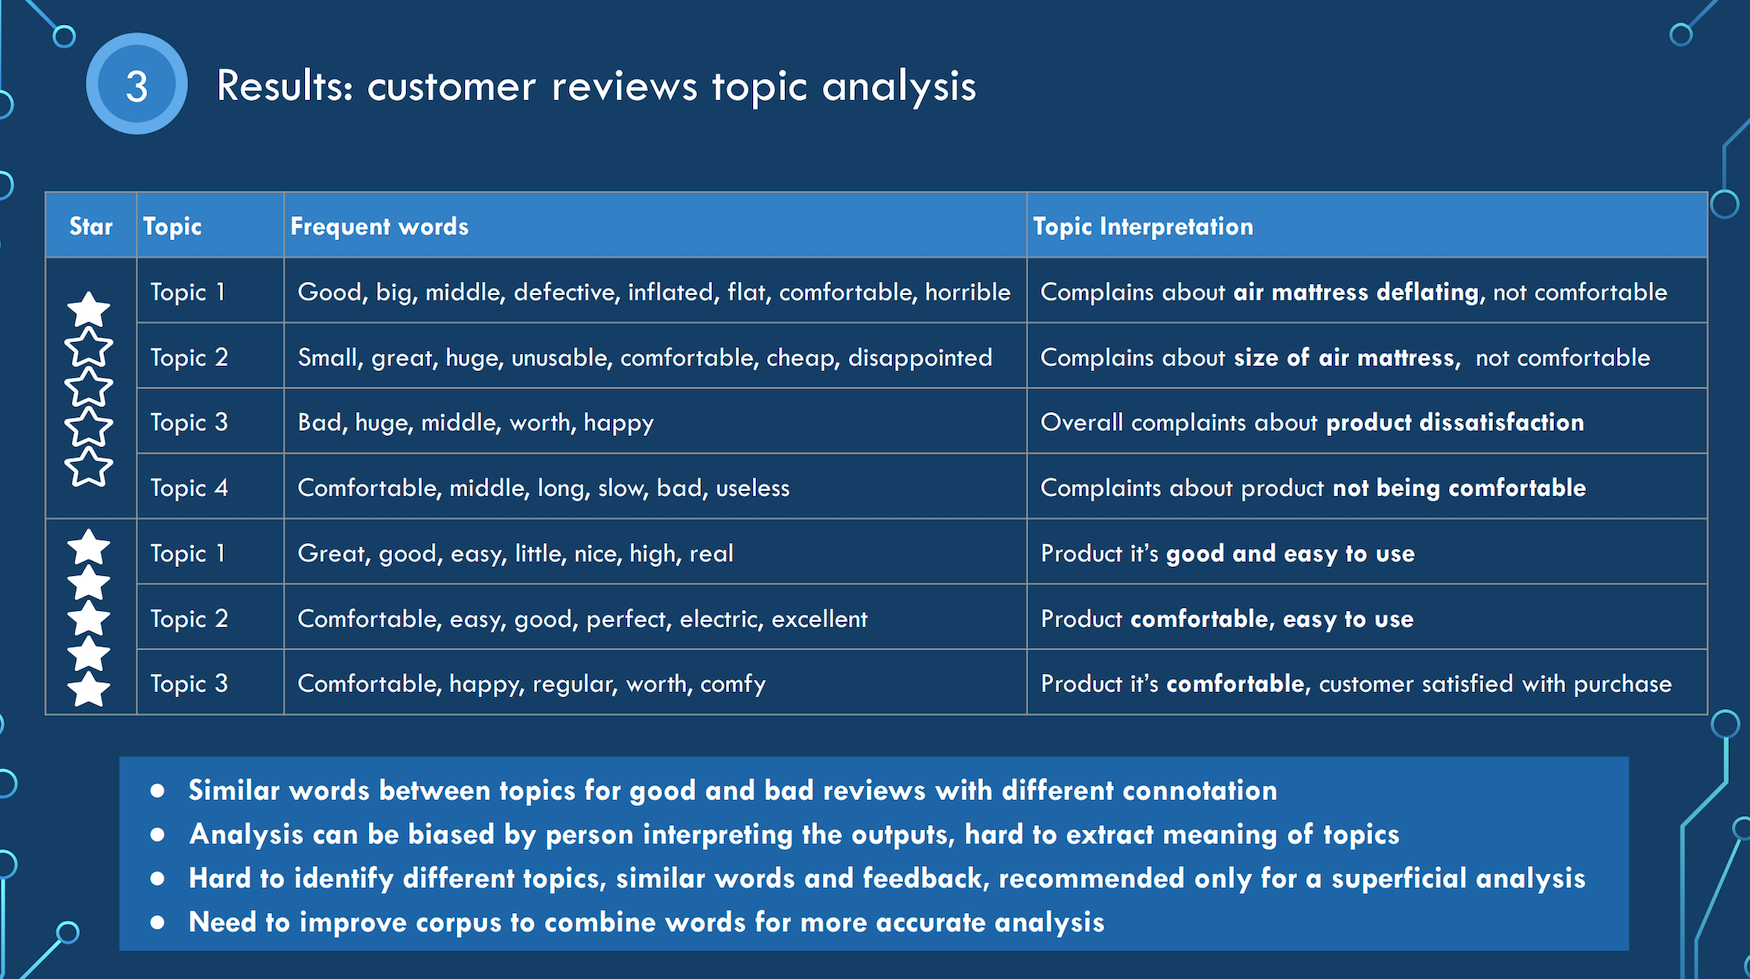 3
Results: customer reviews topic analysis
Star Topic Frequent words Topic Interpretation
Topic 1 Good, big, middle, defective, inflated, flat, comfortable, horrible Complains about air mattress deflating, not comfortable
Topic 2 Small, great, huge, unusable, comfortable, cheap, disappointed Complains about size of air mattress, not comfortable
Topic 3 Bad, huge, middle, worth, happy Overall complaints about product dissatisfaction
Topic 4 Comfortable, middle, long, slow, bad, useless Complaints about product not being comfortable
Topic 1 Great, good, easy, little, nice, high, real Product it's good and easy to use
Topic 2 Comfortable, easy, good, perfect, electric, excellent Product comfortable, easy to use
Topic 3 Comfortable, happy, regular, worth, comfy Product it's comfortable, customer satisfied with purchase
● Similar words between topics for good and bad reviews with different connotation
● Analysis can be biased by person interpreting the outputs, hard to extract meaning of topics
● Hard to identify different topics, similar words and feedback, recommended only for a superficial analysis
● Need to improve corpus to combine words for more accurate analysis